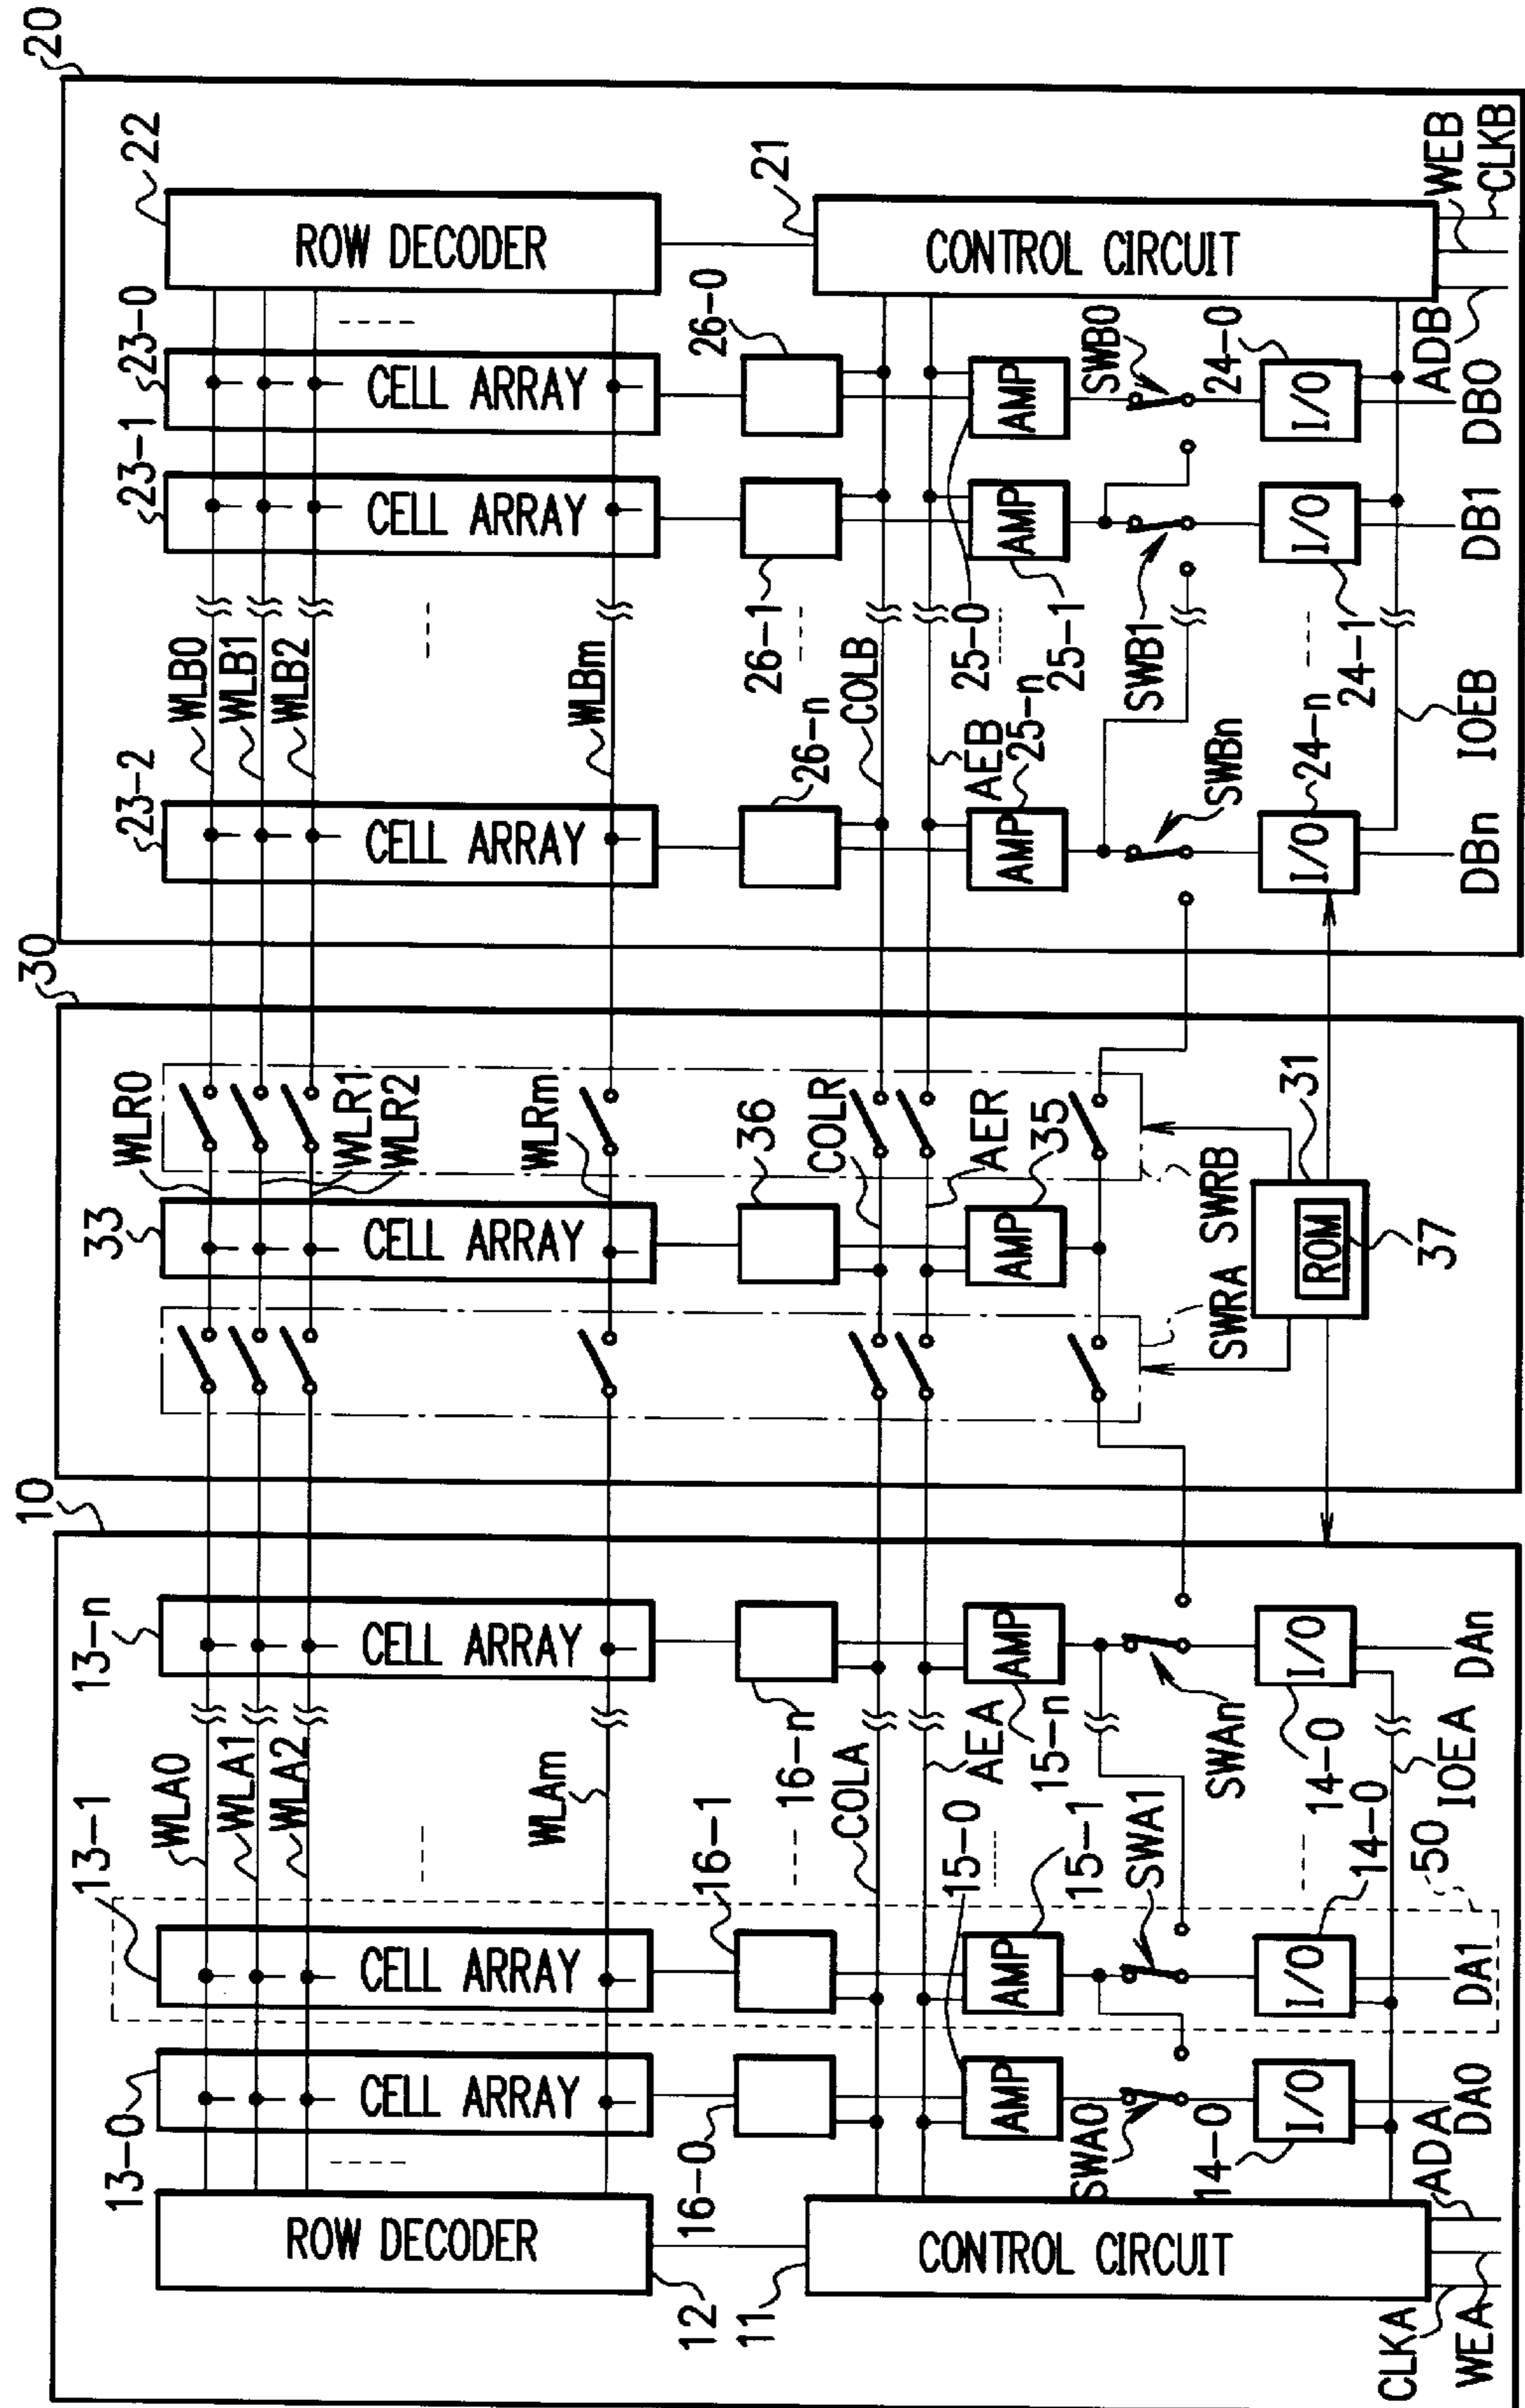 10
13-0
13-1
13-n
WLA0
WLA1
WLA2
WLAm
ROW DECODER
CELL ARRAY
CELL ARRAY
CELL ARRAY
12
11
16-0
16-1
16-n
COLA
AEA
CONTROL CIRCUIT
AMP
AMP
AMP
15-0
15-1
15-n
SWA0
SWA1
SWAn
14-0
14-0
14-0
I/O
I/O
I/O
IOEA
50
CLKA
WEA
ADA
DA0
DA1
DAn
30
33
WLR0
WLR1
WLR2
WLRm
CELL ARRAY
36
COLR
AER
AMP
35
SWRA
SWRB
31
ROM
37
20
23-2
23-1
23-0
22
WLB0
WLB1
WLB2
WLBm
CELL ARRAY
CELL ARRAY
CELL ARRAY
ROW DECODER
26-n
26-1
26-0
21
COLB
AEB
CONTROL CIRCUIT
AMP
AMP
AMP
25-n
25-0
25-1
SWBn
SWB1
SWB0
24-n
24-1
24-0
I/O
I/O
I/O
IOEB
DBn
DB1
DB0
ADB
WEB
CLKB